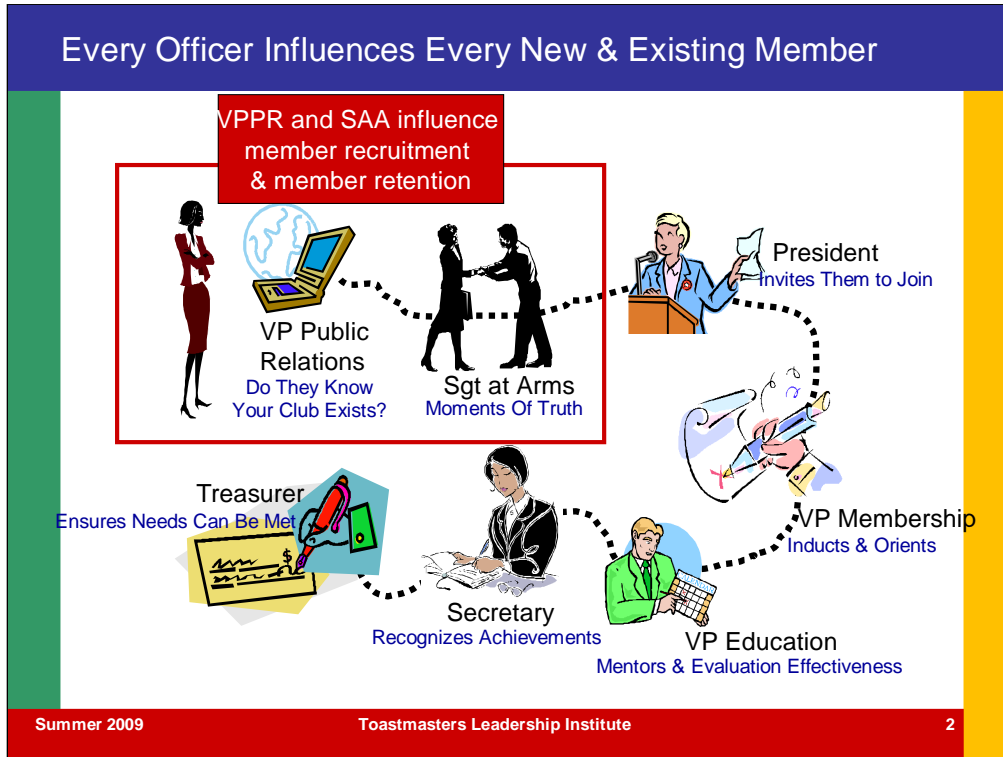 Every Officer Influences Every New & Existing Member
VPPR and SAA influence
member recruitment
& member retention
VP Public
Relations
Do They Know
Your Club Exists?
Sgt at Arms
Moments Of Truth
President
Invites Them to Join
VP Membership
Inducts & Orients
VP Education
Mentors & Evaluation Effectiveness
Secretary
Recognizes Achievements
Treasurer
Ensures Needs Can Be Met
$
Summer 2009
Toastmasters Leadership Institute
2